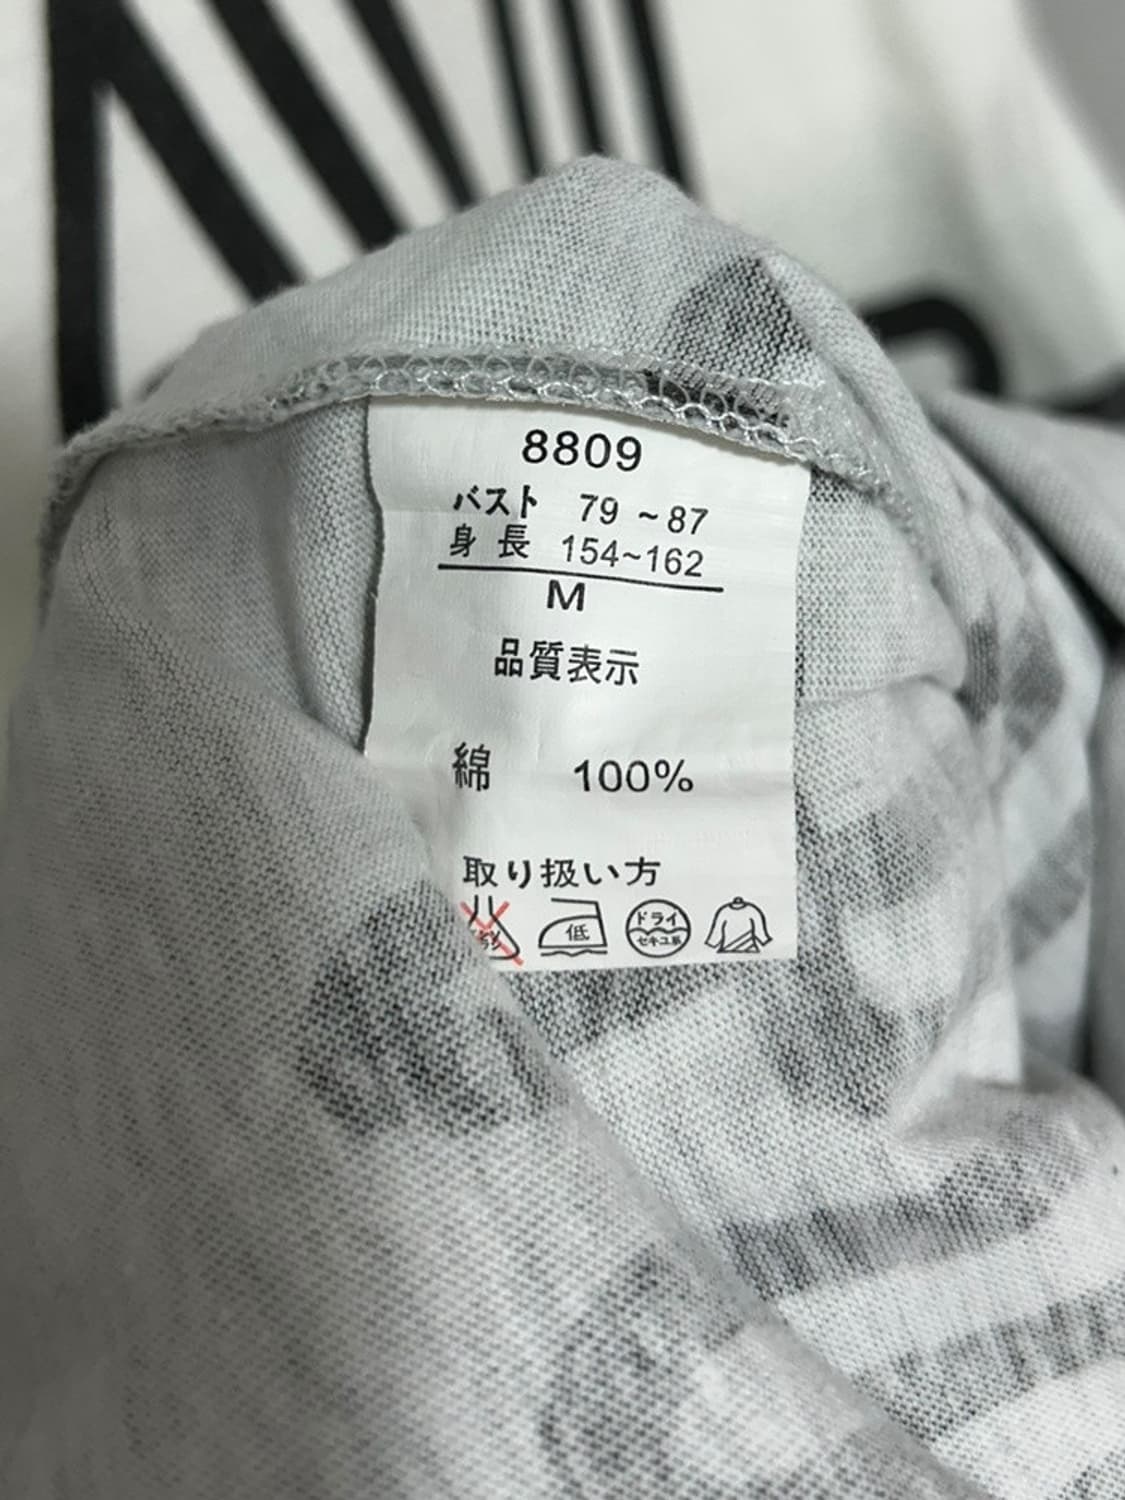 8809
バスト 79 ~87
身長 154~162
M
品質表示
綿 100%
取り扱い方
低 ドライ
セキユ系